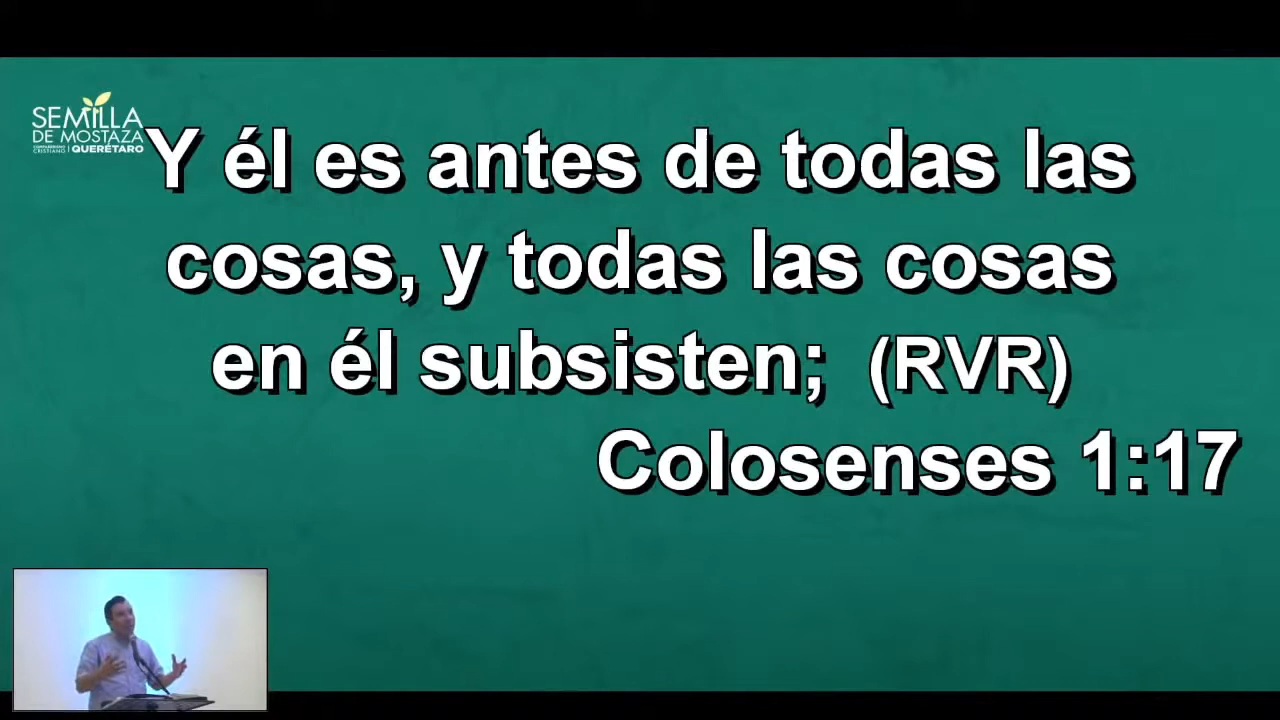 SEMILLA
DE MOSTAZA
CRISTIANO | QUERÉTARO
Y él es antes de todas las
cosas, y todas las cosas
en él subsisten; (RVR)
Colosenses 1:17